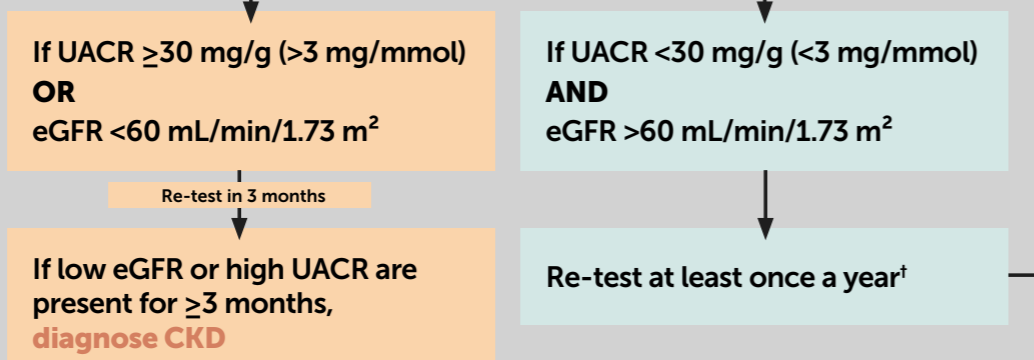 If UACR ≥30 mg/g (>3 mg/mmol)
OR
eGFR <60 mL/min/1.73 m²
Re-test in 3 months
If low eGFR or high UACR are
present for ≥3 months,
diagnose CKD
If UACR <30 mg/g (<3 mg/mmol)
AND
eGFR >60 mL/min/1.73 m²
Re-test at least once a year†